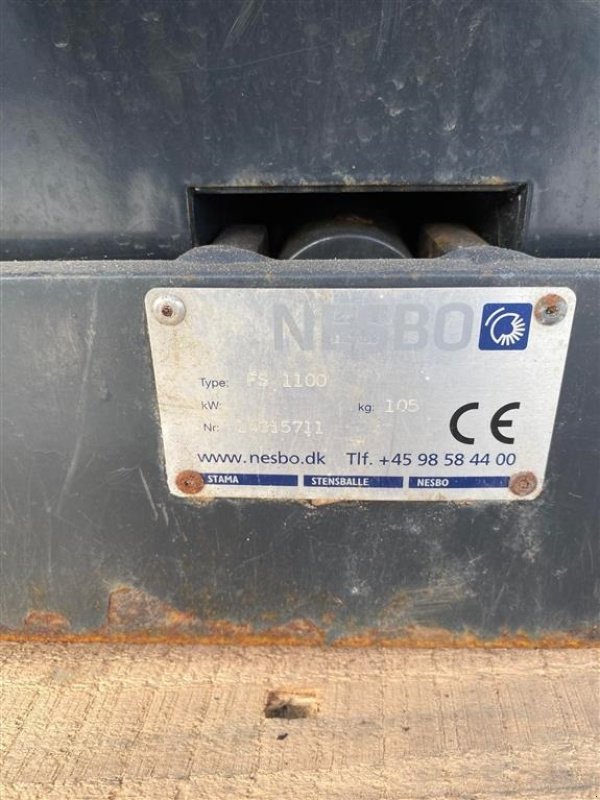 NESBO
Type: FS 1100
kW: kg: 105
Nr:
www.nesbo.dk Tlf. +45 98 58 44 00
STAMA STENSBALLE NESBO
CE